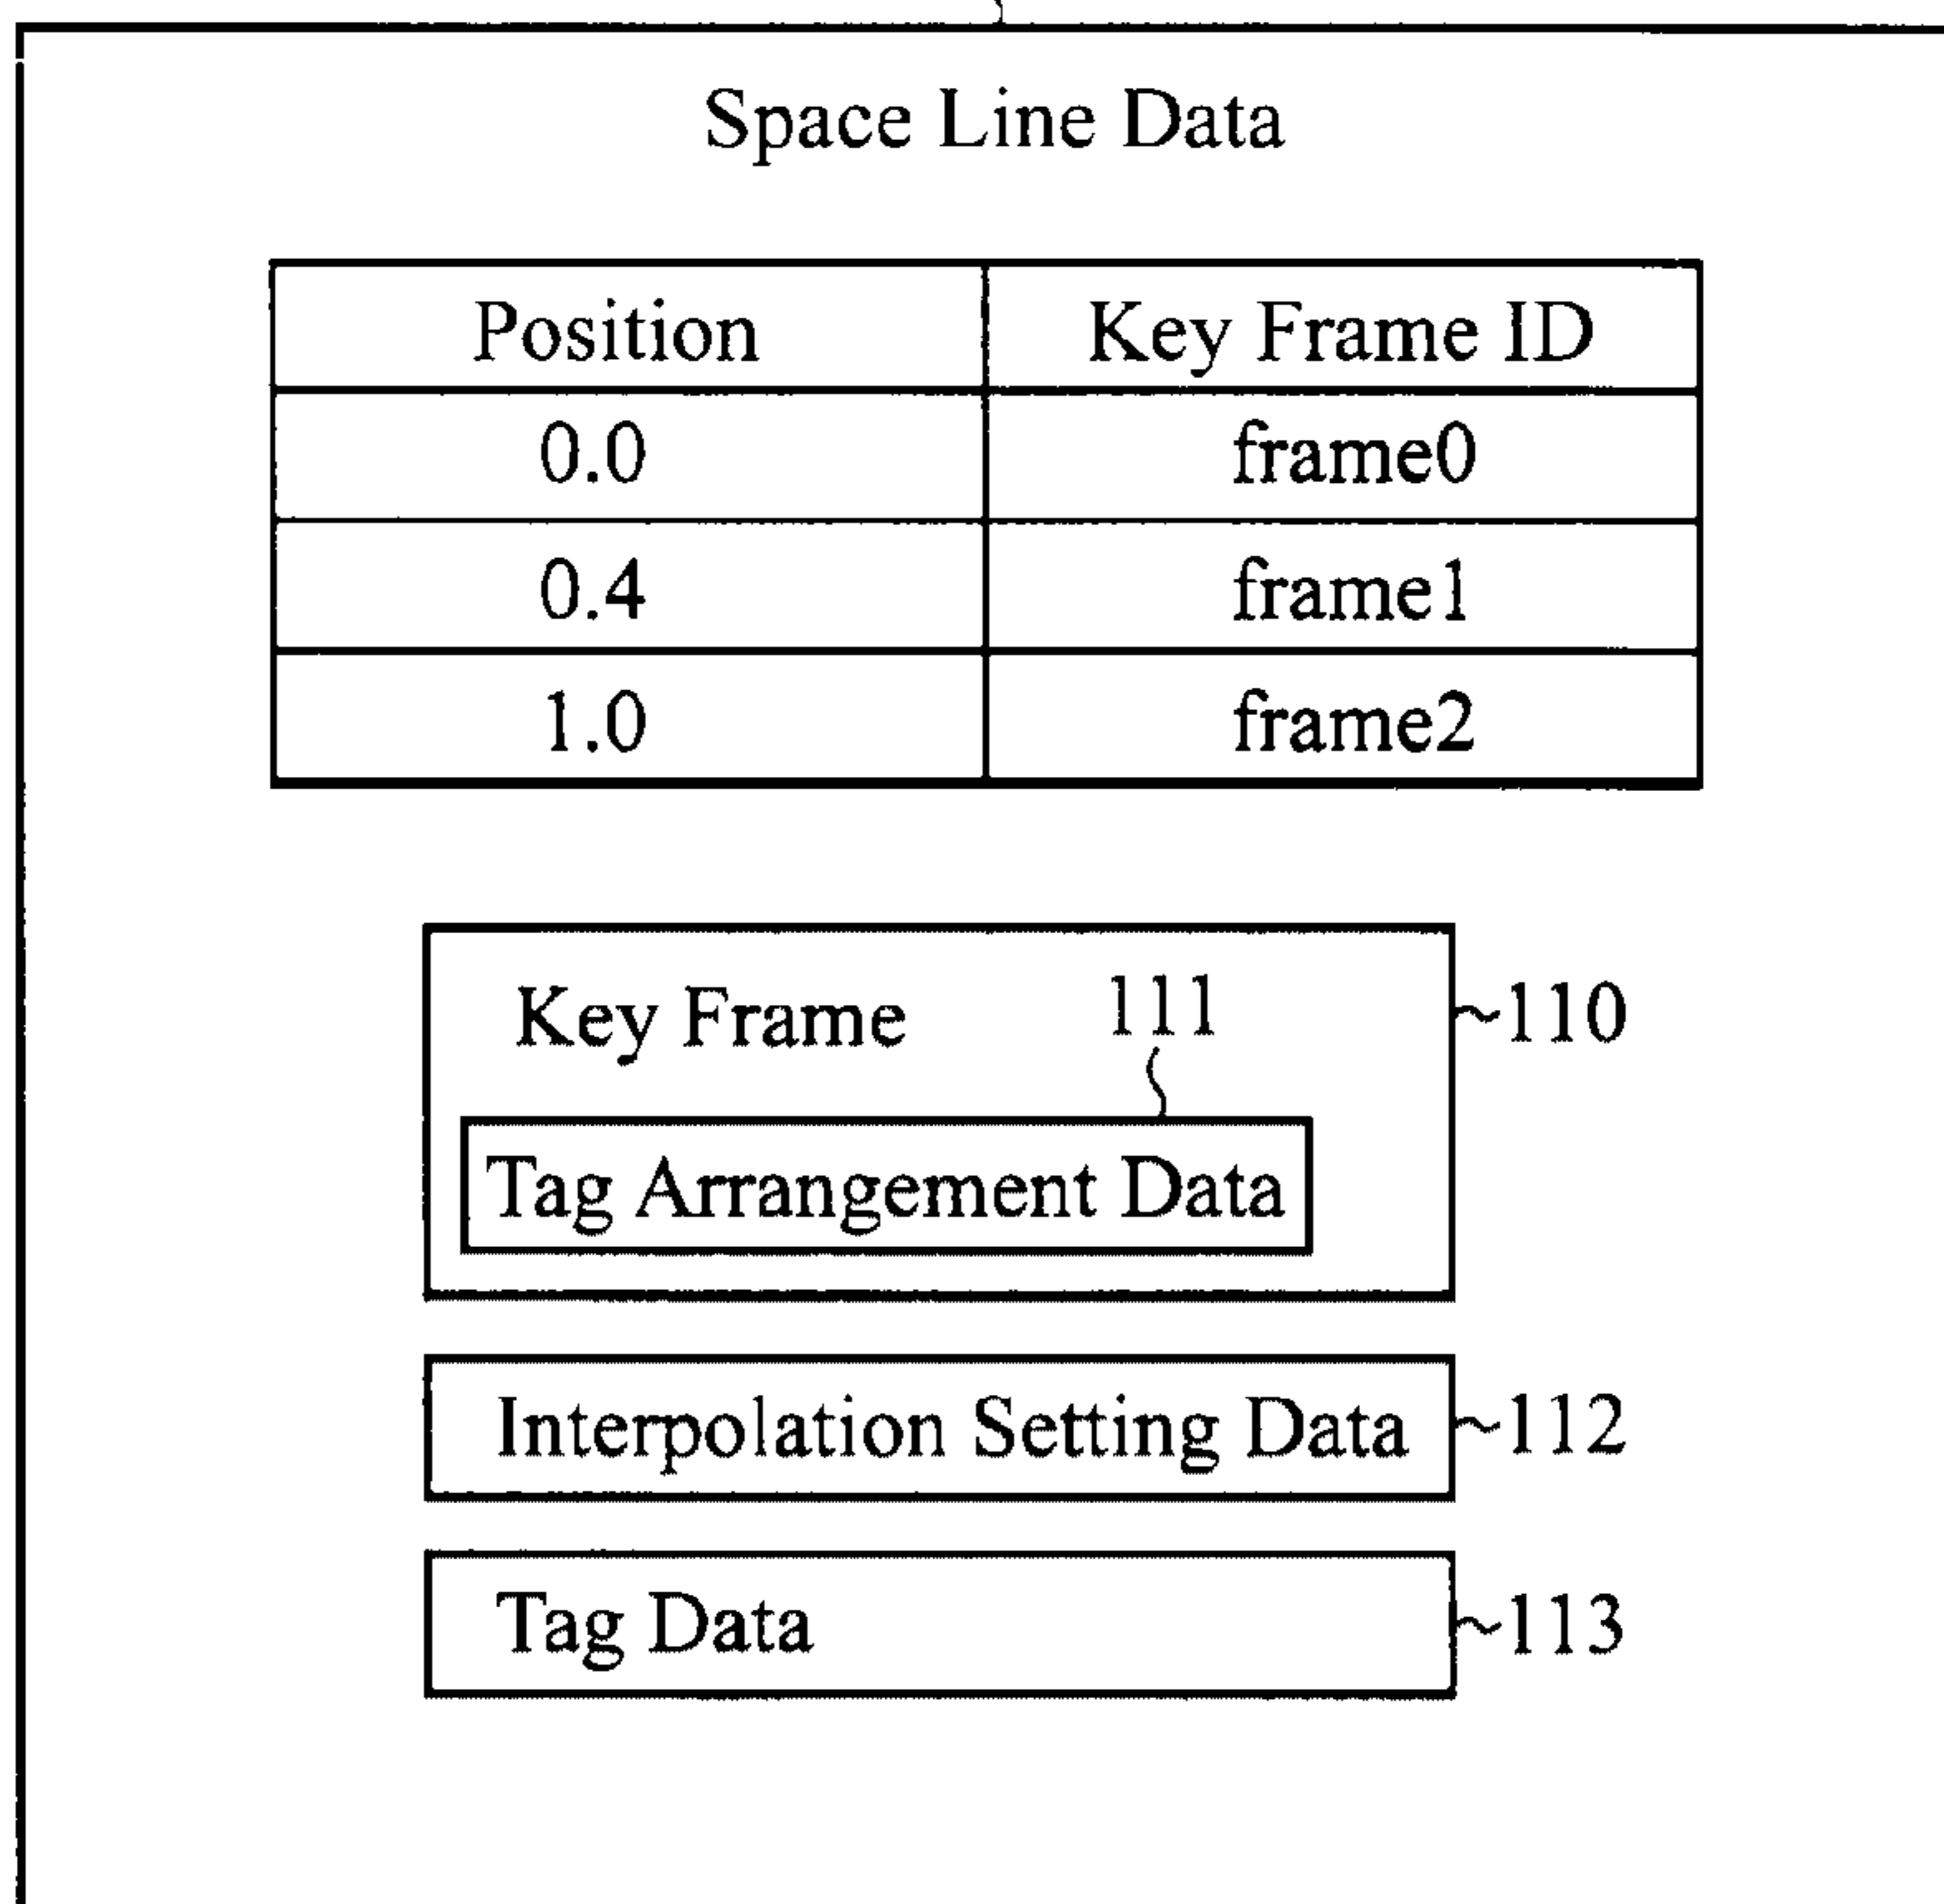 Space Line Data
Position Key Frame ID
0.0 frame0
0.4 frame1
1.0 frame2
Key Frame 111 110
Tag Arrangement Data
Interpolation Setting Data 112
Tag Data 113